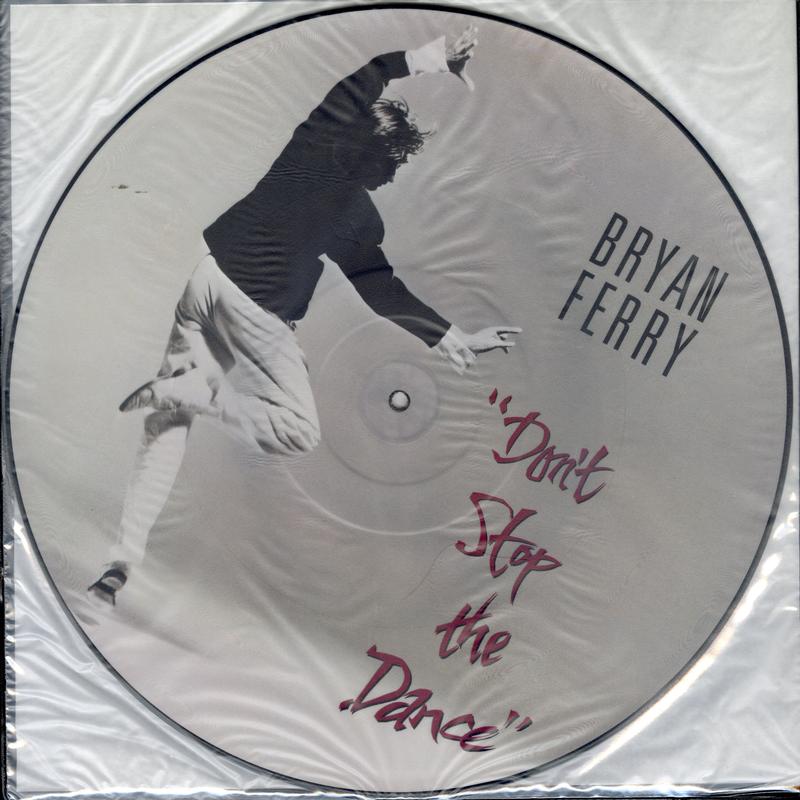 BRYAN
FERRY
"Don't
Stop
the
Dance"